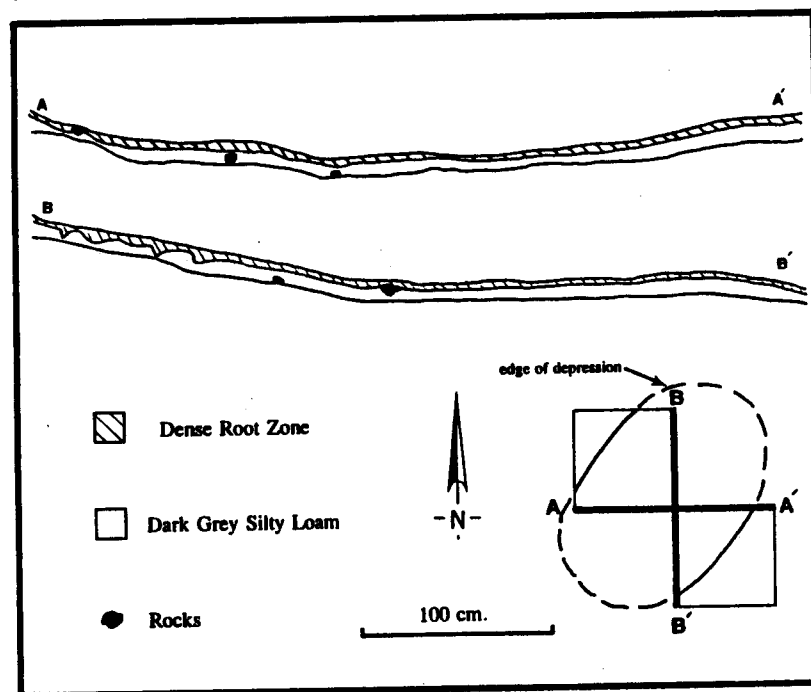 A A′
B B′
edge of depression
B
Dense Root Zone
A A′
-N-
Dark Grey Silty Loam
Rocks
100 cm.
B′